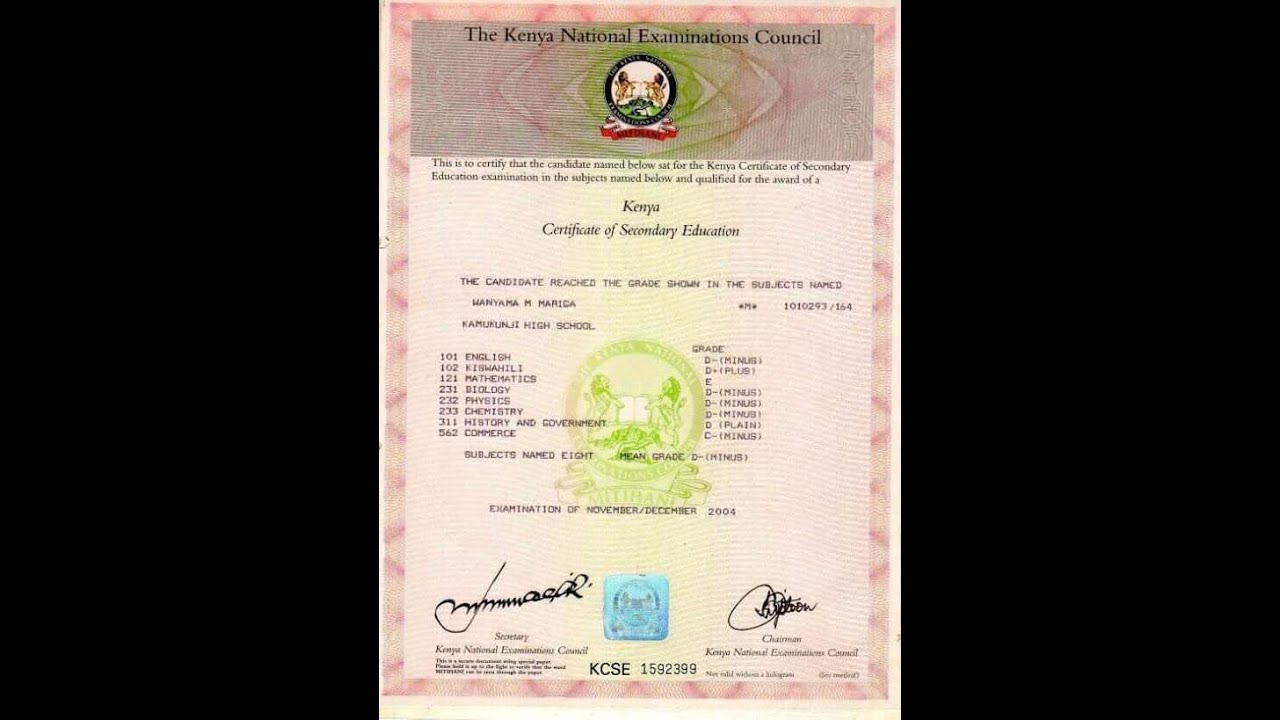 The Kenya National Examinations Council
THE KENYA NATIONAL
EXAMINATIONS COUNCIL
MITIHANI
This is to certify that the candidate named below sat for the Kenya Certificate of Secondary
Education examination in the subjects named below and qualified for the award of a
Kenya
Certificate of Secondary Education
THE CANDIDATE REACHED THE GRADE SHOWN IN THE SUBJECTS NAMED
WANYAMA M MARIGA *M* 1010293/164
KAMUKUNJI HIGH SCHOOL
GRADE
101 ENGLISH D-(MINUS)
102 KISWAHILI D+(PLUS)
121 MATHEMATICS E
231 BIOLOGY D-(MINUS)
232 PHYSICS D-(MINUS)
233 CHEMISTRY D-(MINUS)
311 HISTORY AND GOVERNMENT D (PLAIN)
562 COMMERCE C-(MINUS)
SUBJECTS NAMED EIGHT MEAN GRADE D-(MINUS)
MITIHANI
EXAMINATION OF NOVEMBER/DECEMBER 2004
Secretary
Kenya National Examinations Council
Chairman
Kenya National Examinations Council
This is a secure document using special paper.
Please hold it up to the light to verify that the word
MITIHANI can be seen through the paper.
KCSE 1592399
Not valid without a hologram
(See overleaf)